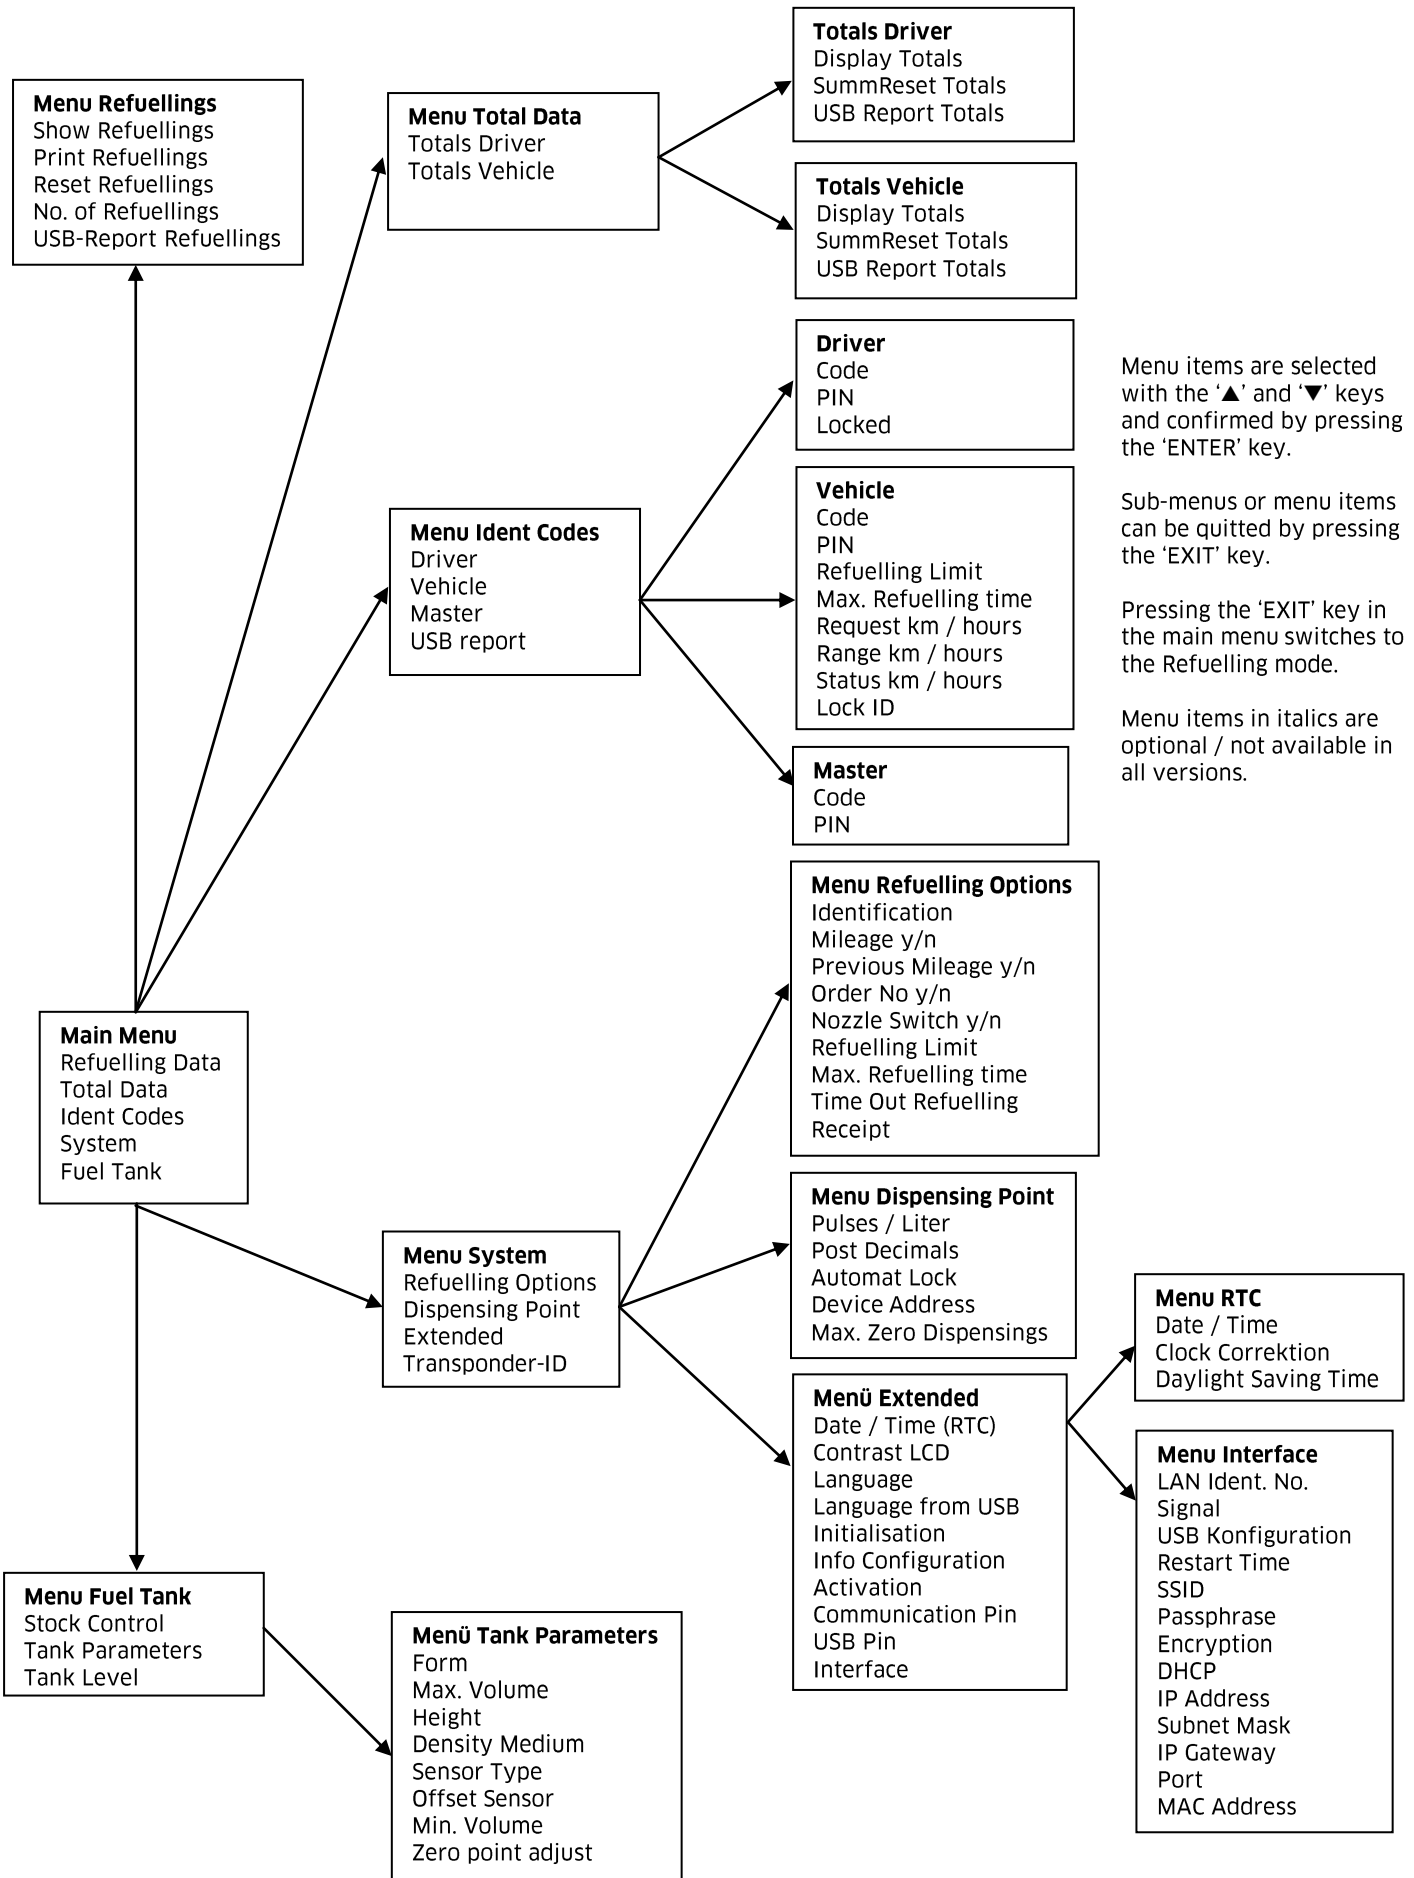 Menu Refuellings
Show Refuellings
Print Refuellings
Reset Refuellings
No. of Refuellings
USB-Report Refuellings
Menu Total Data
Totals Driver
Totals Vehicle
Totals Driver
Display Totals
SummReset Totals
USB Report Totals
Totals Vehicle
Display Totals
SummReset Totals
USB Report Totals
Driver
Code
PIN
Locked
Menu items are selected
with the ‘▲’ and ‘▼’ keys
and confirmed by pressing
the ‘ENTER’ key.
Sub-menus or menu items
can be quitted by pressing
the ‘EXIT’ key.
Pressing the ‘EXIT’ key in
the main menu switches to
the Refuelling mode.
Menu items in italics are
optional / not available in
all versions.
Menu Ident Codes
Driver
Vehicle
Master
USB report
Vehicle
Code
PIN
Refuelling Limit
Max. Refuelling time
Request km / hours
Range km / hours
Status km / hours
Lock ID
Master
Code
PIN
Main Menu
Refuelling Data
Total Data
Ident Codes
System
Fuel Tank
Menu System
Refuelling Options
Dispensing Point
Extended
Transponder-ID
Menu Refuelling Options
Identification
Mileage y/n
Previous Mileage y/n
Order No y/n
Nozzle Switch y/n
Refuelling Limit
Max. Refuelling time
Time Out Refuelling
Receipt
Menu Dispensing Point
Pulses / Liter
Post Decimals
Automat Lock
Device Address
Max. Zero Dispensings
Menü Extended
Date / Time (RTC)
Contrast LCD
Language
Language from USB
Initialisation
Info Configuration
Activation
Communication Pin
USB Pin
Interface
Menu RTC
Date / Time
Clock Correktion
Daylight Saving Time
Menu Interface
LAN Ident. No.
Signal
USB Konfiguration
Restart Time
SSID
Passphrase
Encryption
DHCP
IP Address
Subnet Mask
IP Gateway
Port
MAC Address
Menu Fuel Tank
Stock Control
Tank Parameters
Tank Level
Menü Tank Parameters
Form
Max. Volume
Height
Density Medium
Sensor Type
Offset Sensor
Min. Volume
Zero point adjust